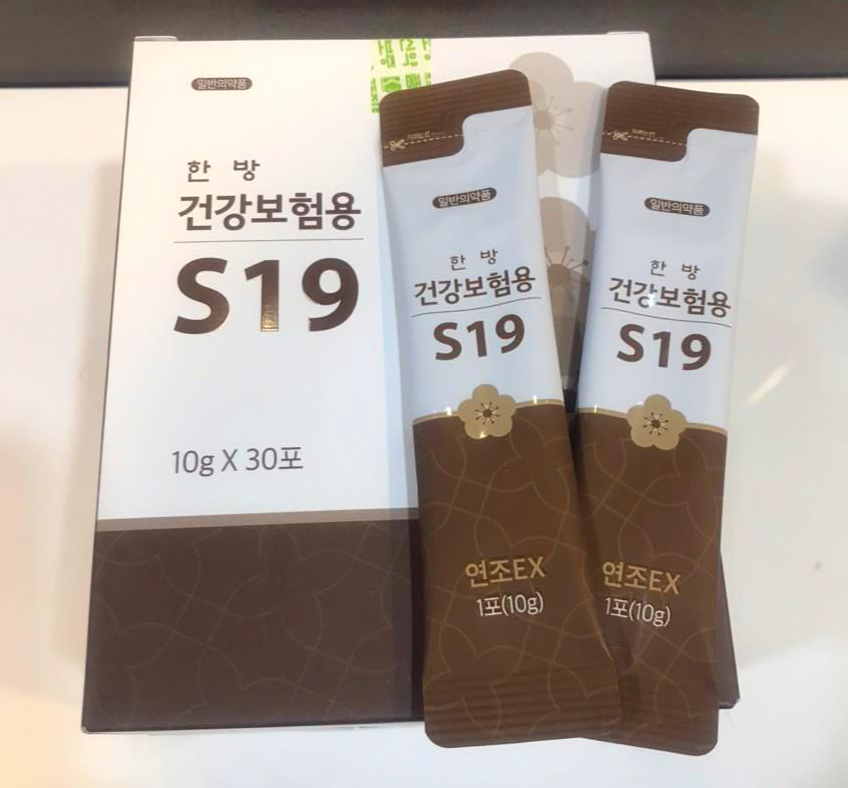 일반의약품
한 방
건강보험용
S19
10g X 30포
일반의약품
한 방
건강보험용
S19
연조EX
1포(10g)
일반의약품
한 방
건강보험용
S19
연조EX
1포(10g)